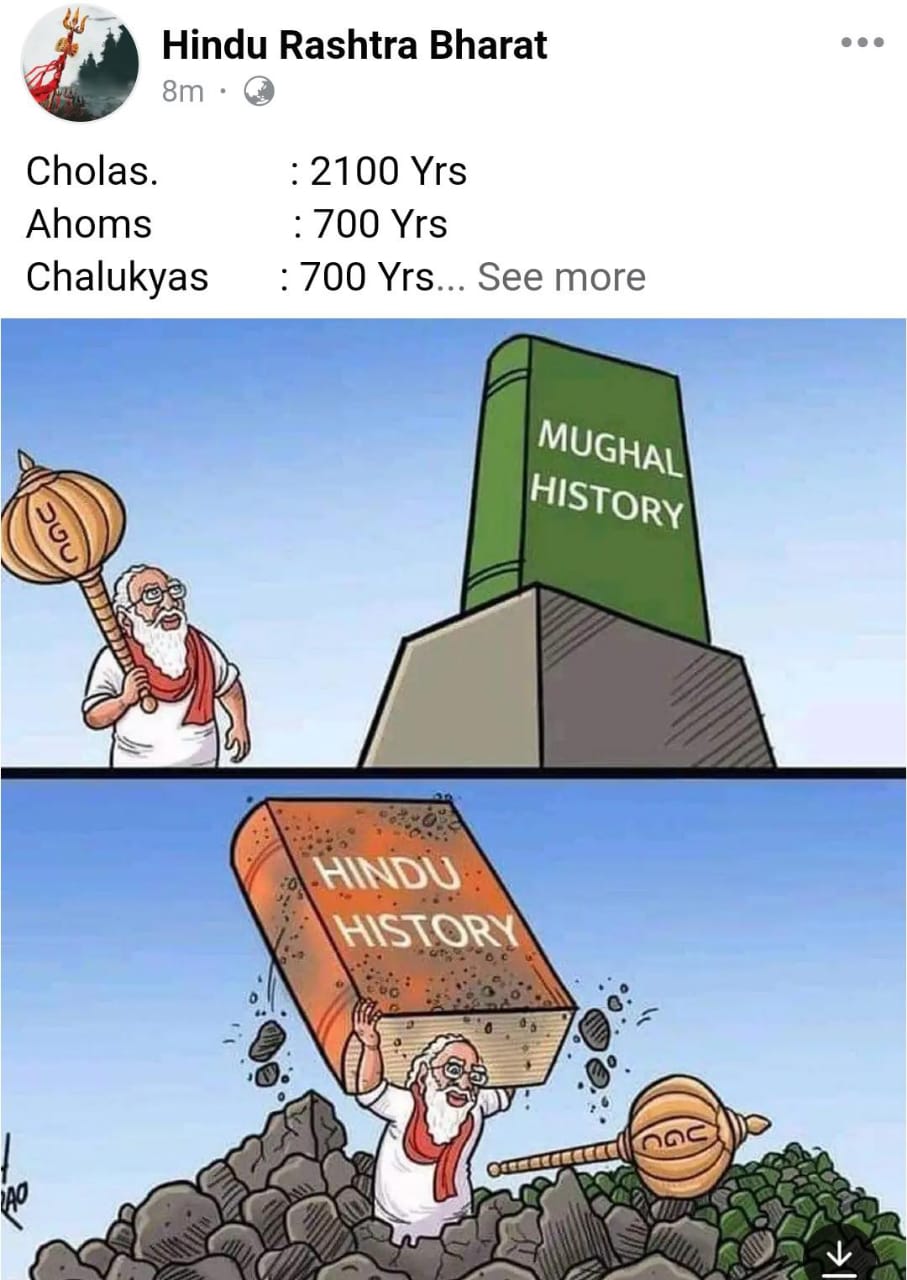 Hindu Rashtra Bharat
8m ·
Cholas. : 2100 Yrs
Ahoms : 700 Yrs
Chalukyas : 700 Yrs... See more
MUGHAL
HISTORY
UGC
HINDU
HISTORY
UGC